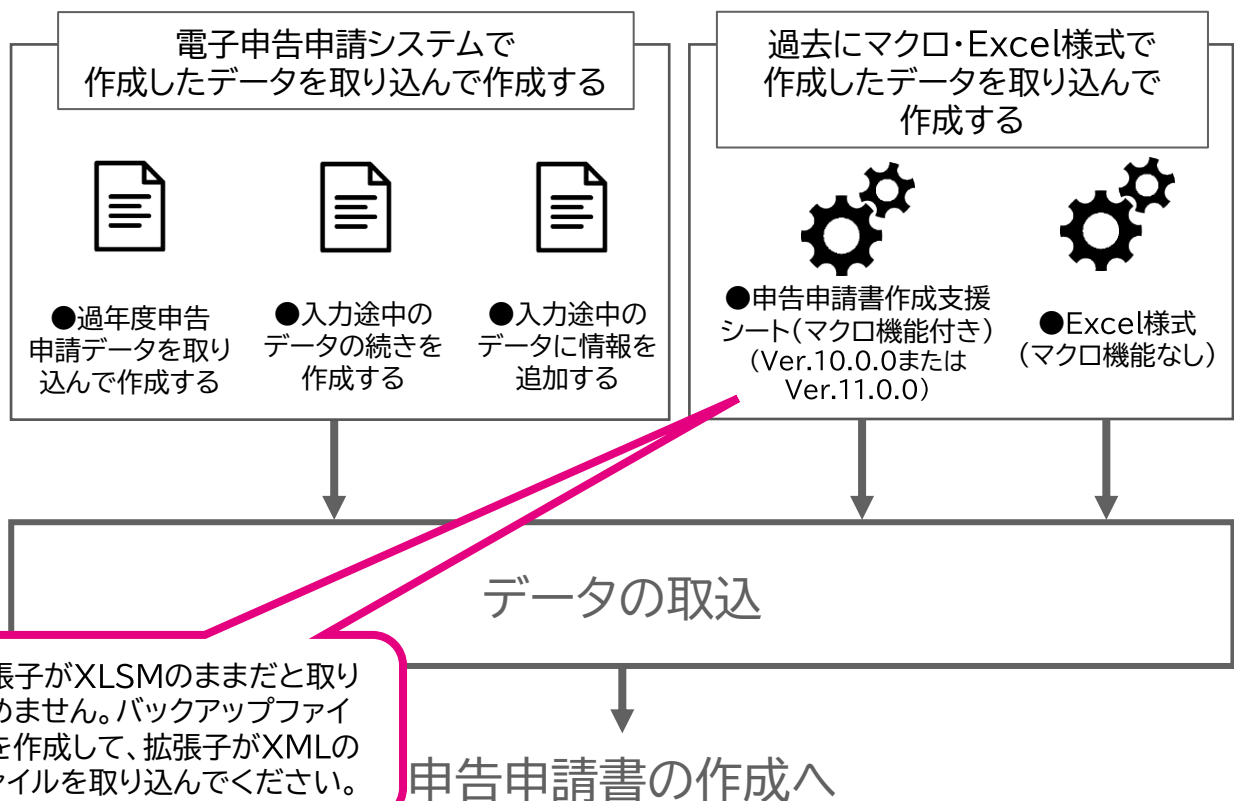 電子申告申請システムで
作成したデータを取り込んで作成する
過去にマクロ・Excel様式で
作成したデータを取り込んで
作成する
●過年度申告
申請データを取り
込んで作成する
●入力途中の
データの続きを
作成する
●入力途中の
データに情報を
追加する
●申告申請書作成支援
シート(マクロ機能付き)
(Ver.10.0.0または
Ver.11.0.0)
●Excel様式
(マクロ機能なし)
データの取込
張子がXLSMのままだと取り
めません。バックアップファイ
を作成して、拡張子がXMLの
ァイルを取り込んでください。
申告申請書の作成へ